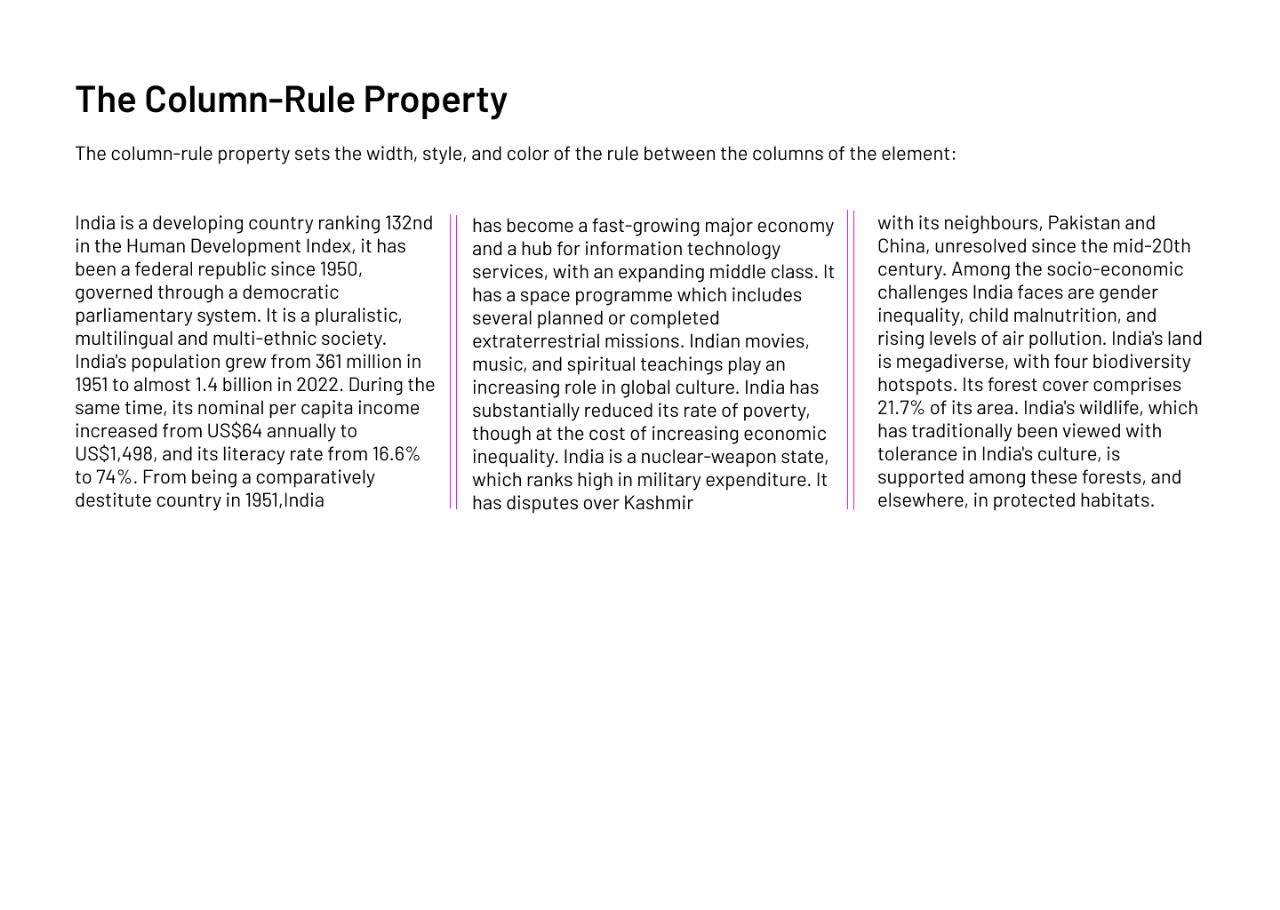 The Column-Rule Property
The column-rule property sets the width, style, and color of the rule between the columns of the element:
India is a developing country ranking 132nd
in the Human Development Index, it has
been a federal republic since 1950,
governed through a democratic
parliamentary system. It is a pluralistic,
multilingual and multi-ethnic society.
India's population grew from 361 million in
1951 to almost 1.4 billion in 2022. During the
same time, its nominal per capita income
increased from US$64 annually to
US$1,498, and its literacy rate from 16.6%
to 74%. From being a comparatively
destitute country in 1951,India
has become a fast-growing major economy
and a hub for information technology
services, with an expanding middle class. It
has a space programme which includes
several planned or completed
extraterrestrial missions. Indian movies,
music, and spiritual teachings play an
increasing role in global culture. India has
substantially reduced its rate of poverty,
though at the cost of increasing economic
inequality. India is a nuclear-weapon state,
which ranks high in military expenditure. It
has disputes over Kashmir
with its neighbours, Pakistan and
China, unresolved since the mid-20th
century. Among the socio-economic
challenges India faces are gender
inequality, child malnutrition, and
rising levels of air pollution. India's land
is megadiverse, with four biodiversity
hotspots. Its forest cover comprises
21.7% of its area. India's wildlife, which
has traditionally been viewed with
tolerance in India's culture, is
supported among these forests, and
elsewhere, in protected habitats.